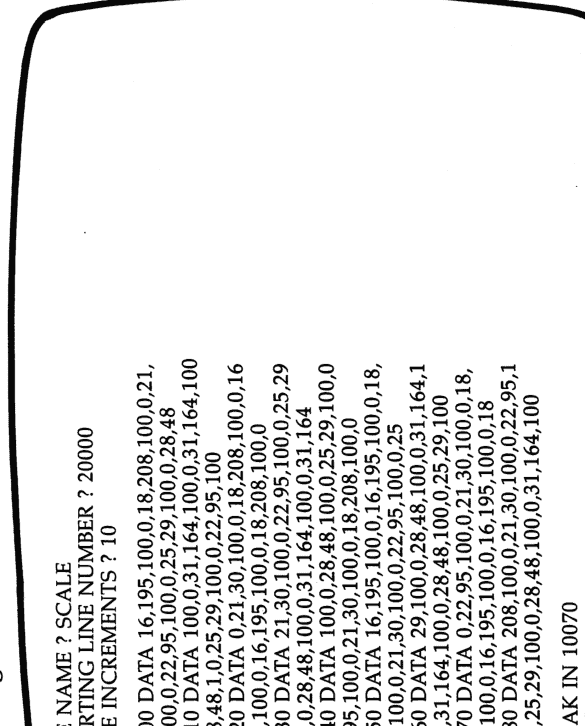 NAME ? SCALE
RTING LINE NUMBER ? 20000
E INCREMENTS ? 10
00 DATA 16,195,100,0,18,208,100,0,21,
00,0,22,95,100,0,25,29,100,0,28,48
10 DATA 100,0,31,164,100,0,31,164,100
8,48,1,0,25,29,100,0,22,95,100
20 DATA 0,21,30,100,0,18,208,100,0,16
,100,0,16,195,100,0,18,208,100,0
30 DATA 21,30,100,0,22,95,100,0,25,29
,0,28,48,100,0,31,164,100,0,31,164
40 DATA 100,0,28,48,100,0,25,29,100,0
95,100,0,21,30,100,0,18,208,100,0
50 DATA 16,195,100,0,16,195,100,0,18,
100,0,21,30,100,0,22,95,100,0,25
60 DATA 29,100,0,28,48,100,0,31,164,1
,31,164,100,0,28,48,100,0,25,29,100
70 DATA 0,22,95,100,0,21,30,100,0,18,
100,0,16,195,100,0,16,195,100,0,18
80 DATA 208,100,0,21,30,100,0,22,95,1
,25,29,100,0,28,48,100,0,31,164,100
AK IN 10070